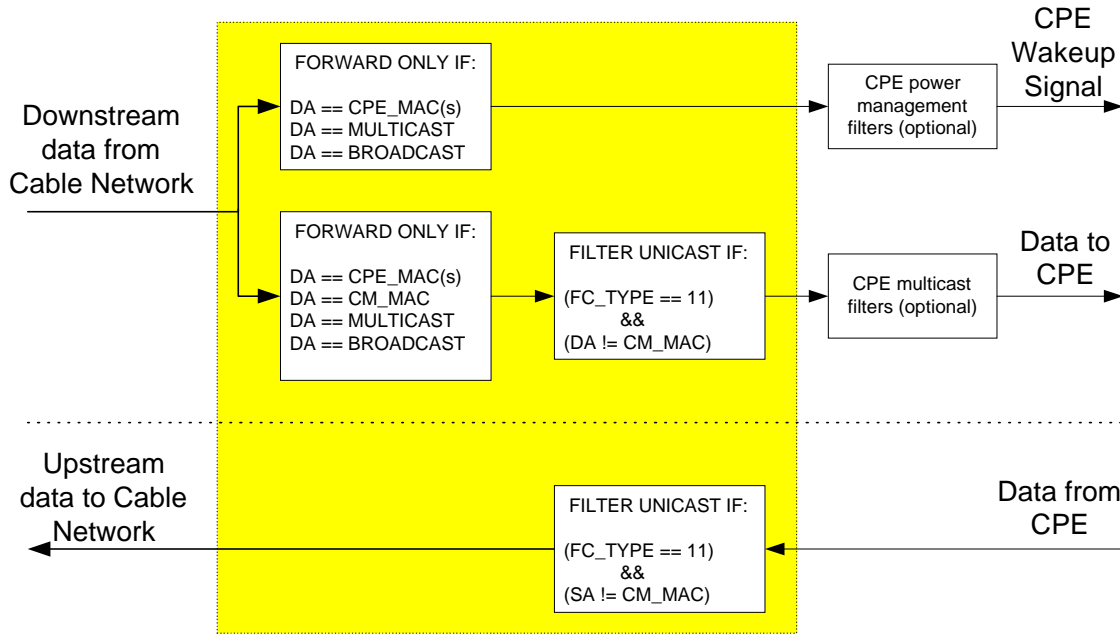 FORWARD ONLY IF:
DA == CPE_MAC(s)
DA == MULTICAST
DA == BROADCAST
CPE power
management
filters (optional)
CPE
Wakeup
Signal
Downstream
data from
Cable Network
FORWARD ONLY IF:
DA == CPE_MAC(s)
DA == CM_MAC
DA == MULTICAST
DA == BROADCAST
FILTER UNICAST IF:
(FC_TYPE == 11)
&&
(DA != CM_MAC)
CPE multicast
filters (optional)
Data to
CPE
Upstream
data to Cable
Network
FILTER UNICAST IF:
(FC_TYPE == 11)
&&
(SA != CM_MAC)
Data from
CPE